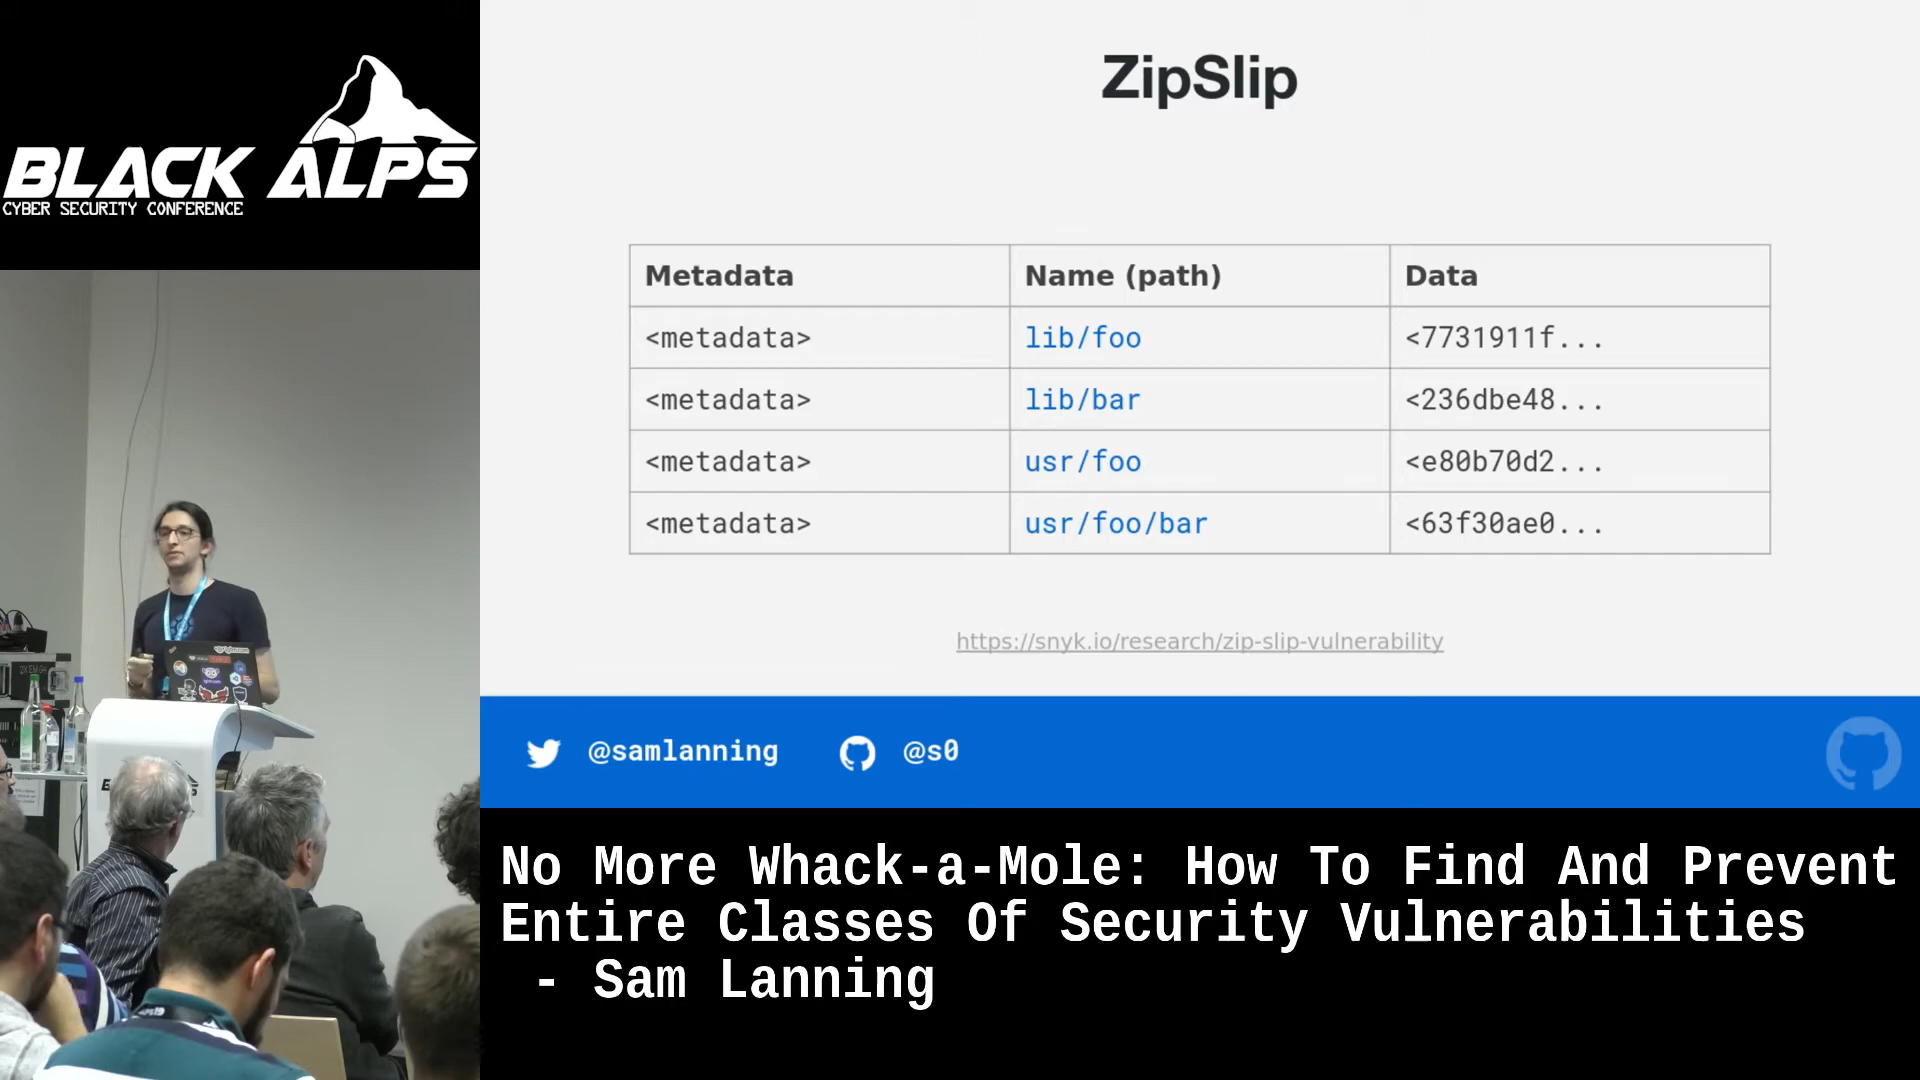 BLACK ALPS
CYBER SECURITY CONFERENCE
ZipSlip
Metadata Name (path) Data
<metadata> lib/foo <7731911f...
<metadata> lib/bar <236dbe48...
<metadata> usr/foo <e80b70d2...
<metadata> usr/foo/bar <63f30ae0...
https://snyk.io/research/zip-slip-vulnerability
@samlanning @s0
No More Whack-a-Mole: How To Find And Prevent
Entire Classes Of Security Vulnerabilities
- Sam Lanning